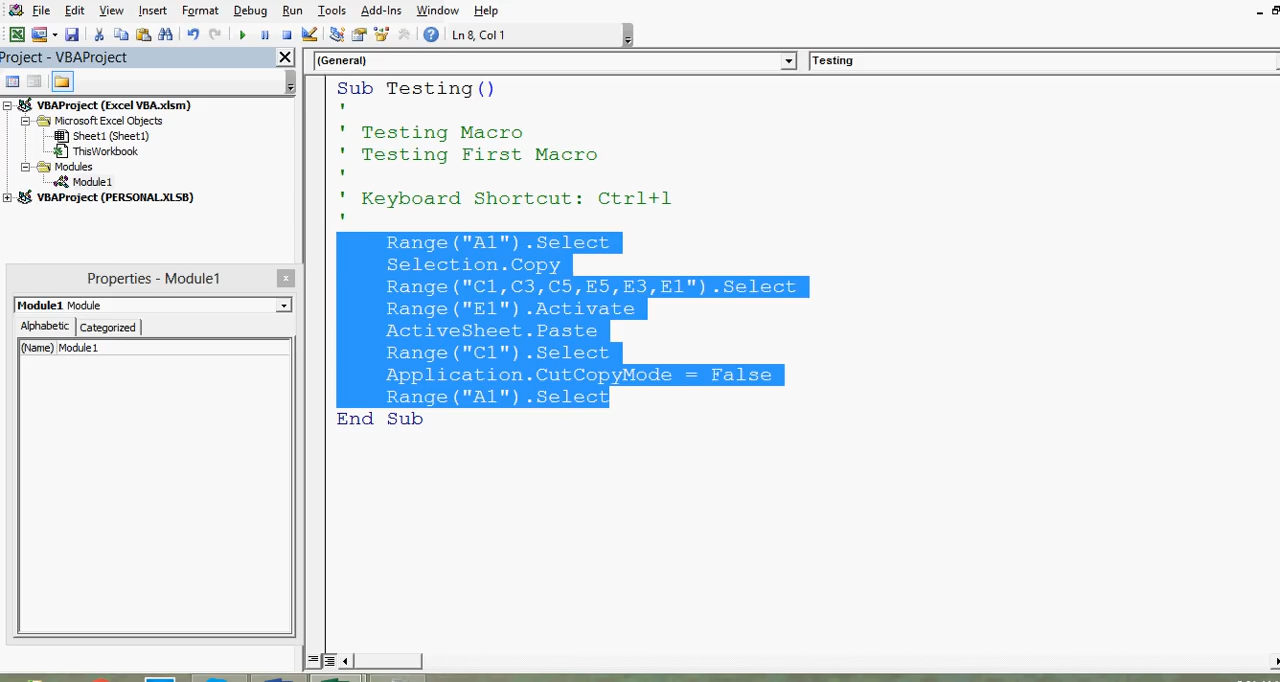 File Edit View Insert Format Debug Run Tools Add-Ins Window Help
Ln 8, Col 1
Project - VBAProject
VBAProject (Excel VBA.xlsm)
Microsoft Excel Objects
Sheet1 (Sheet1)
ThisWorkbook
Modules
Module1
VBAProject (PERSONAL.XLSB)
Properties - Module1
Module1 Module
Alphabetic Categorized
(Name) Module1
(General) Testing
Sub Testing()
'
' Testing Macro
' Testing First Macro
'
' Keyboard Shortcut: Ctrl+l
'
Range("A1").Select
Selection.Copy
Range("C1,C3,C5,E5,E3,E1").Select
Range("E1").Activate
ActiveSheet.Paste
Range("C1").Select
Application.CutCopyMode = False
Range("A1").Select
End Sub